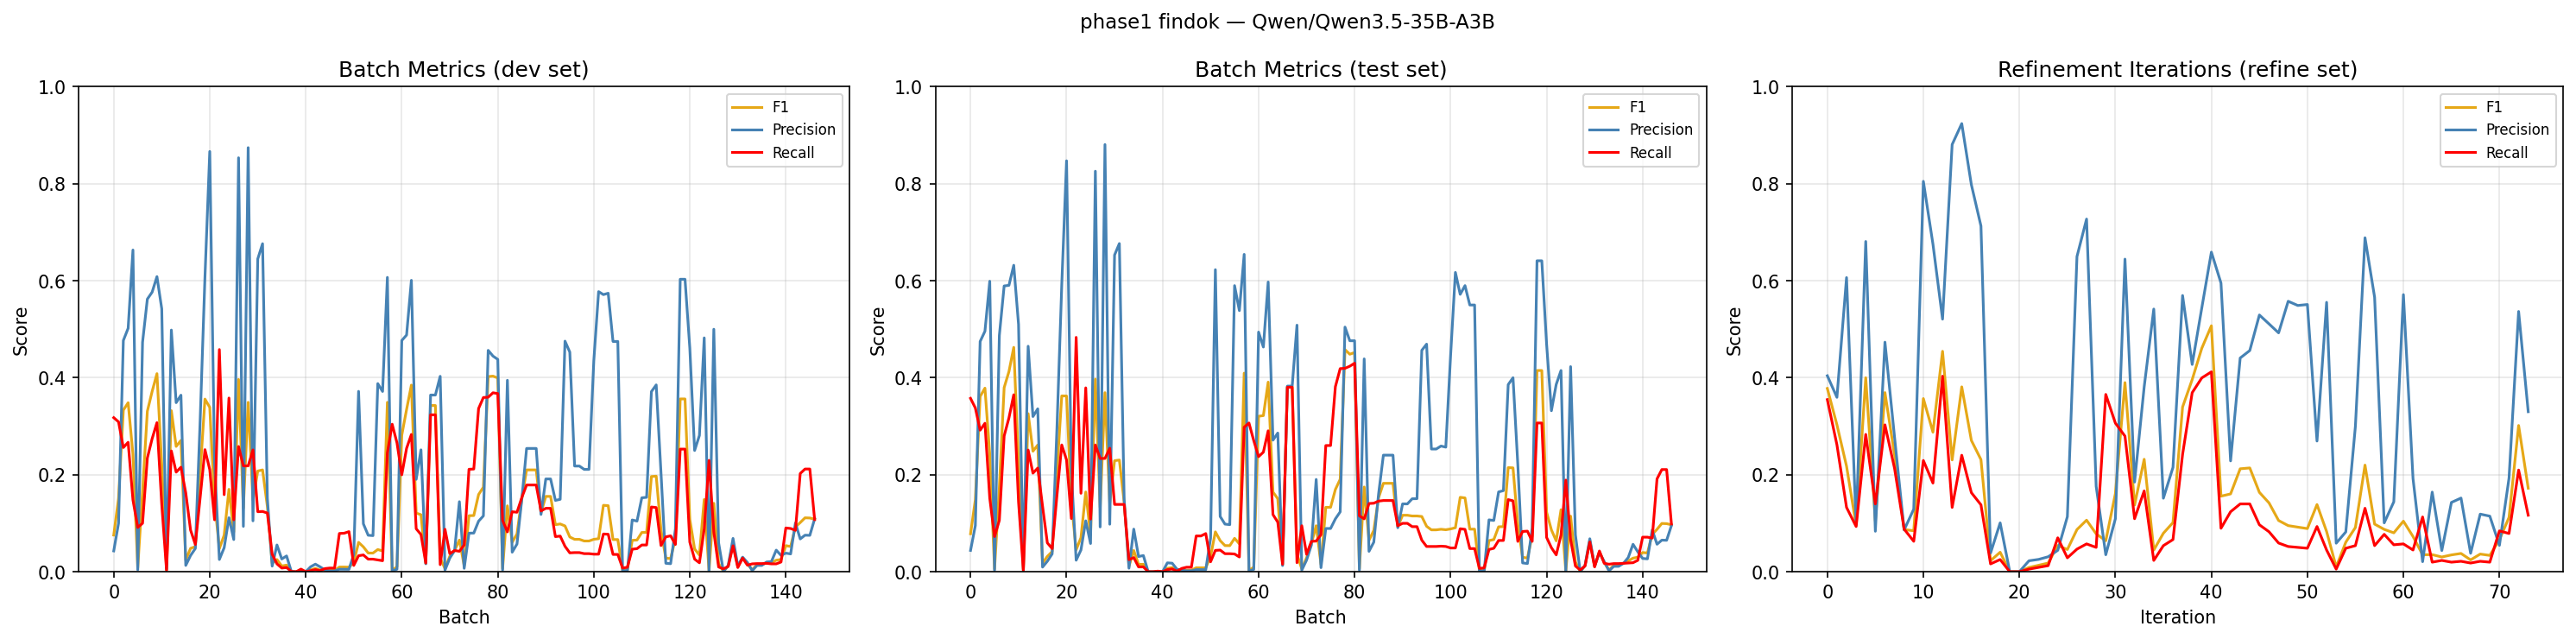 phase1 findok — Qwen/Qwen3.5-35B-A3B
Batch Metrics (dev set)
Score
1.0
0.8
0.6
0.4
0.2
0.0
F1
Precision
Recall
0 20 40 60 80 100 120 140
Batch
Batch Metrics (test set)
Score
1.0
0.8
0.6
0.4
0.2
0.0
F1
Precision
Recall
0 20 40 60 80 100 120 140
Batch
Refinement Iterations (refine set)
Score
1.0
0.8
0.6
0.4
0.2
0.0
F1
Precision
Recall
0 10 20 30 40 50 60 70
Iteration